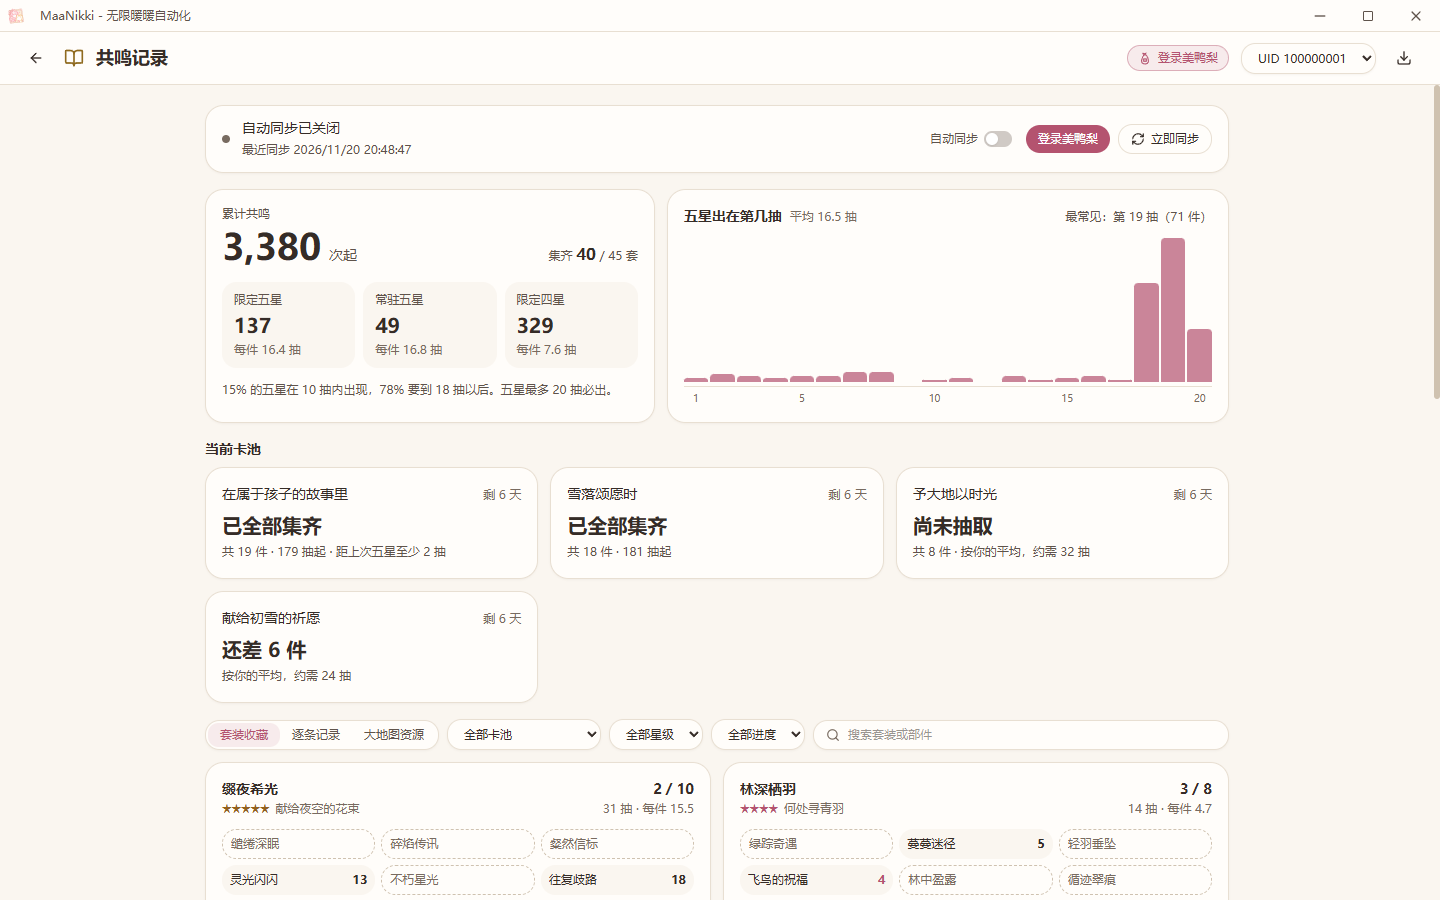 MaaNikki - 无限暖暖自动化
共鸣记录
登录美鸭梨
UID 100000001
自动同步已关闭
最近同步 2026/11/20 20:48:47
自动同步
登录美鸭梨
立即同步
累计共鸣
3,380 次起
集齐 40 / 45 套
限定五星
137
每件 16.4 抽
常驻五星
49
每件 16.8 抽
限定四星
329
每件 7.6 抽
15% 的五星在 10 抽内出现，78% 要到 18 抽以后。五星最多 20 抽必出。
五星出在第几抽 平均 16.5 抽
最常见：第 19 抽（71 件）
1 5 10 15 20
当前卡池
在属于孩子的故事里 剩 6 天
已全部集齐
共 19 件 · 179 抽起 · 距上次五星至少 2 抽
雪落颂愿时 剩 6 天
已全部集齐
共 18 件 · 181 抽起
予大地以时光 剩 6 天
尚未抽取
共 8 件 · 按你的平均，约需 32 抽
献给初雪的祈愿 剩 6 天
还差 6 件
按你的平均，约需 24 抽
套装收藏 逐条记录 大地图资源 全部卡池 全部星级 全部进度 搜索套装或部件
缀夜希光 2 / 10
★★★★★ 献给夜空的花束 31 抽 · 每件 15.5
缱绻深眠 碎焰传讯 粲然信标
灵光闪闪 13 不朽星光 往复歧路 18
林深栖羽 3 / 8
★★★★ 何处寻青羽 14 抽 · 每件 4.7
绿踪奇遇 蔓蔓迷径 5 轻羽垂坠
飞鸟的祝福 4 林中盈露 循迹翠痕